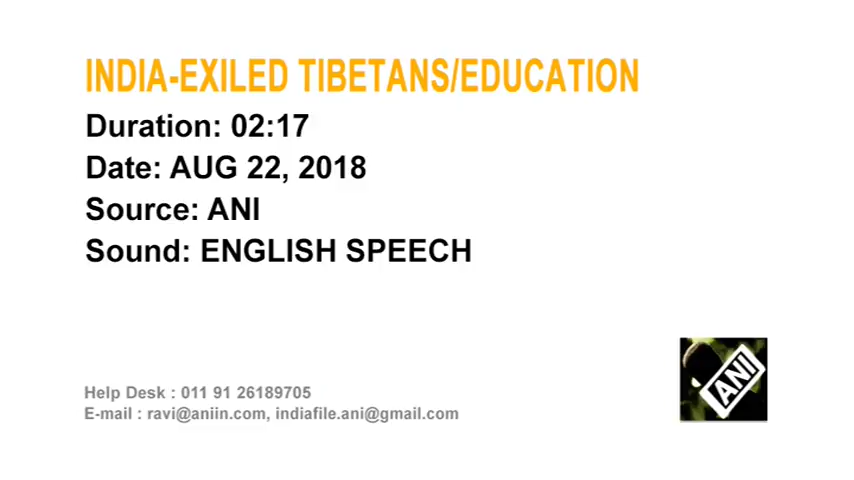 INDIA-EXILED TIBETANS/EDUCATION
Duration: 02:17
Date: AUG 22, 2018
Source: ANI
Sound: ENGLISH SPEECH
Help Desk : 011 91 26189705
E-mail : ravi@aniin.com, indiafile.ani@gmail.com
ANI